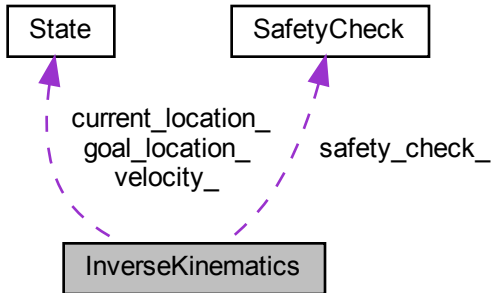 State
SafetyCheck
current_location_
goal_location_
velocity_
safety_check_
InverseKinematics